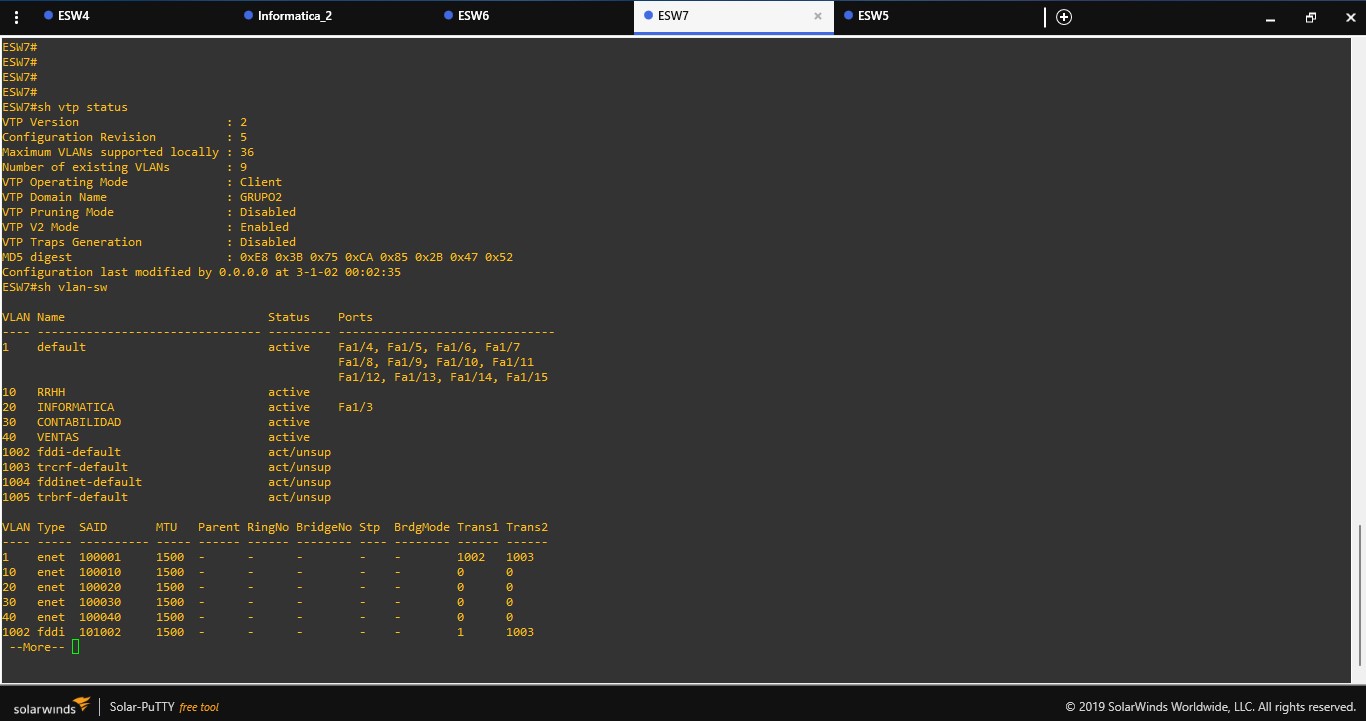 ESW4 Informatica_2 ESW6 ESW7 ESW5
ESW7#
ESW7#
ESW7#
ESW7#
ESW7#sh vtp status
VTP Version                     : 2
Configuration Revision          : 5
Maximum VLANs supported locally : 36
Number of existing VLANs        : 9
VTP Operating Mode              : Client
VTP Domain Name                 : GRUPO2
VTP Pruning Mode                : Disabled
VTP V2 Mode                     : Enabled
VTP Traps Generation            : Disabled
MD5 digest                      : 0xE8 0x3B 0x75 0xCA 0x85 0x2B 0x47 0x52
Configuration last modified by 0.0.0.0 at 3-1-02 00:02:35
ESW7#sh vlan-sw
VLAN Name                             Status    Ports
---- -------------------------------- --------- -------------------------------
1    default                          active    Fa1/4, Fa1/5, Fa1/6, Fa1/7
                                                Fa1/8, Fa1/9, Fa1/10, Fa1/11
                                                Fa1/12, Fa1/13, Fa1/14, Fa1/15
10   RRHH                             active
20   INFORMATICA                      active    Fa1/3
30   CONTABILIDAD                     active
40   VENTAS                           active
1002 fddi-default                     act/unsup
1003 trcrf-default                    act/unsup
1004 fddinet-default                  act/unsup
1005 trbrf-default                    act/unsup
VLAN Type  SAID       MTU   Parent RingNo BridgeNo Stp  BrdgMode Trans1 Trans2
---- ----- ---------- ----- ------ ------ -------- ---- -------- ------ ------
1    enet  100001     1500  -      -      -        -    -        1002   1003
10   enet  100010     1500  -      -      -        -    -        0      0
20   enet  100020     1500  -      -      -        -    -        0      0
30   enet  100030     1500  -      -      -        -    -        0      0
40   enet  100040     1500  -      -      -        -    -        0      0
1002 fddi  101002     1500  -      -      -        -    -        1      1003
 --More--
solarwinds Solar-PuTTY free tool © 2019 SolarWinds Worldwide, LLC. All rights reserved.